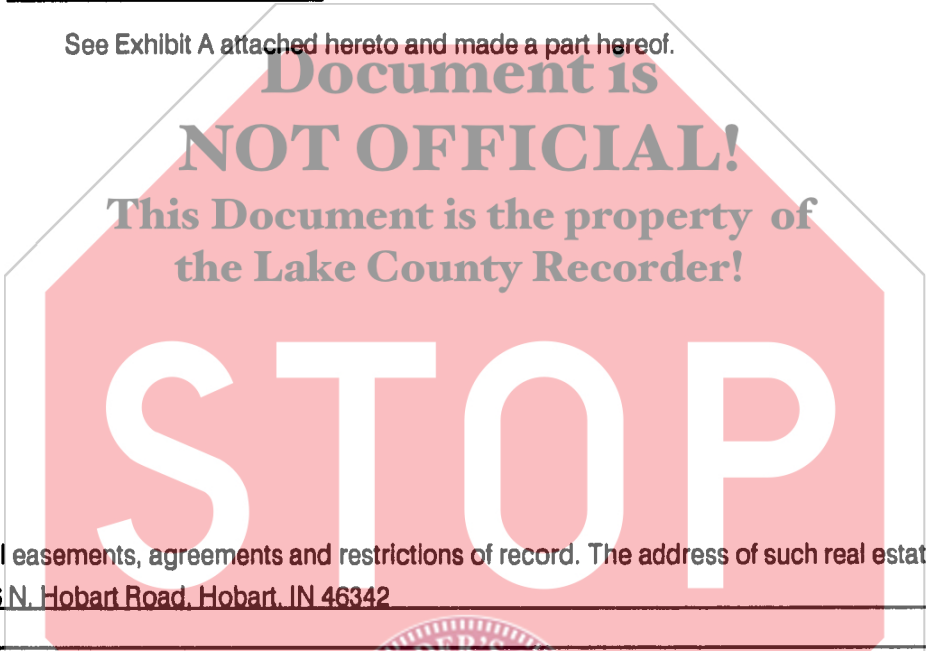 See Exhibit A attached hereto and made a part hereof.
Document is
NOT OFFICIAL!
This Document is the property of
the Lake County Recorder!
STOP
easements, agreements and restrictions of record. The address of such real estat
N. Hobart Road, Hobart, IN 46342